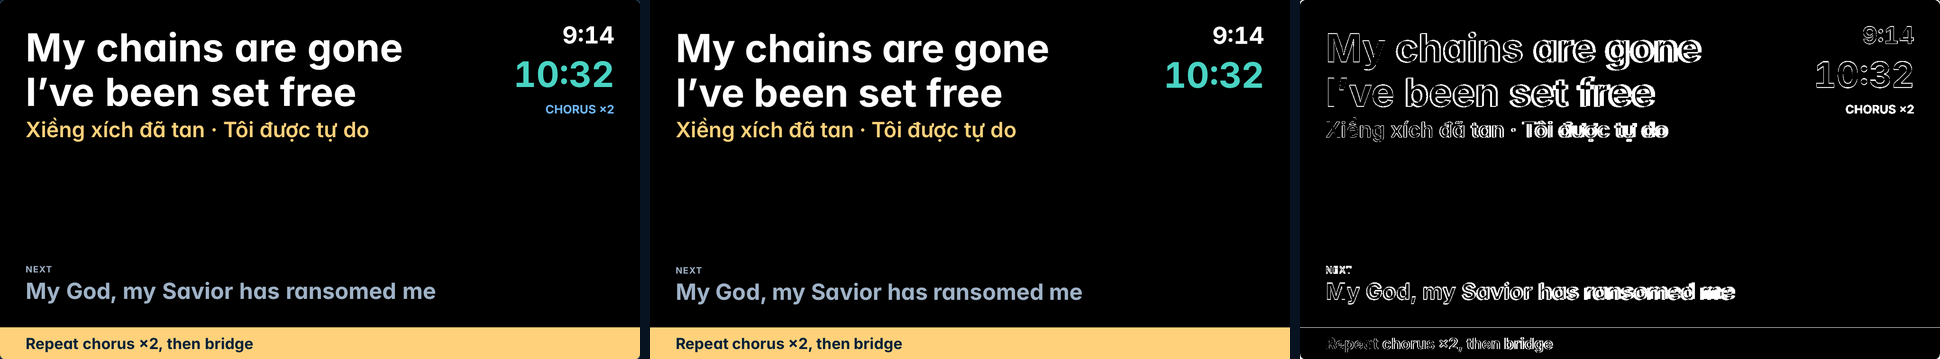 My chains are gone
I've been set free
Xiềng xích đã tan · Tôi được tự do
9:14
10:32
CHORUS ×2
NEXT
My God, my Savior has ransomed me
Repeat chorus ×2, then bridge
My chains are gone
I've been set free
Xiềng xích đã tan · Tôi được tự do
9:14
10:32
NEXT
My God, my Savior has ransomed me
Repeat chorus ×2, then bridge
My chains are gone
I've been set free
Xiềng xích đã tan · Tôi được tự do
9:14
10:32
CHORUS ×2
NEXT
My God, my Savior has ransomed me
Repeat chorus ×2, then bridge